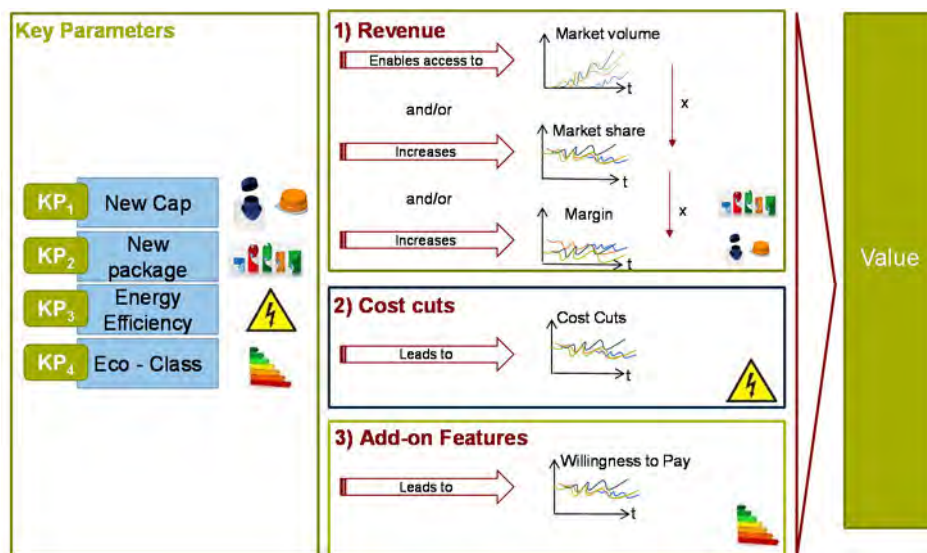 Key Parameters
KP1
New Cap
KP2
New
package
KP3
Energy
Efficiency
KP4
Eco - Class
1) Revenue
Enables access to
Market volume
t
x
and/or
Increases
Market share
t
and/or
x
Increases
Margin
t
2) Cost cuts
Leads to
Cost Cuts
t
3) Add-on Features
Leads to
Willingness to Pay
t
Value